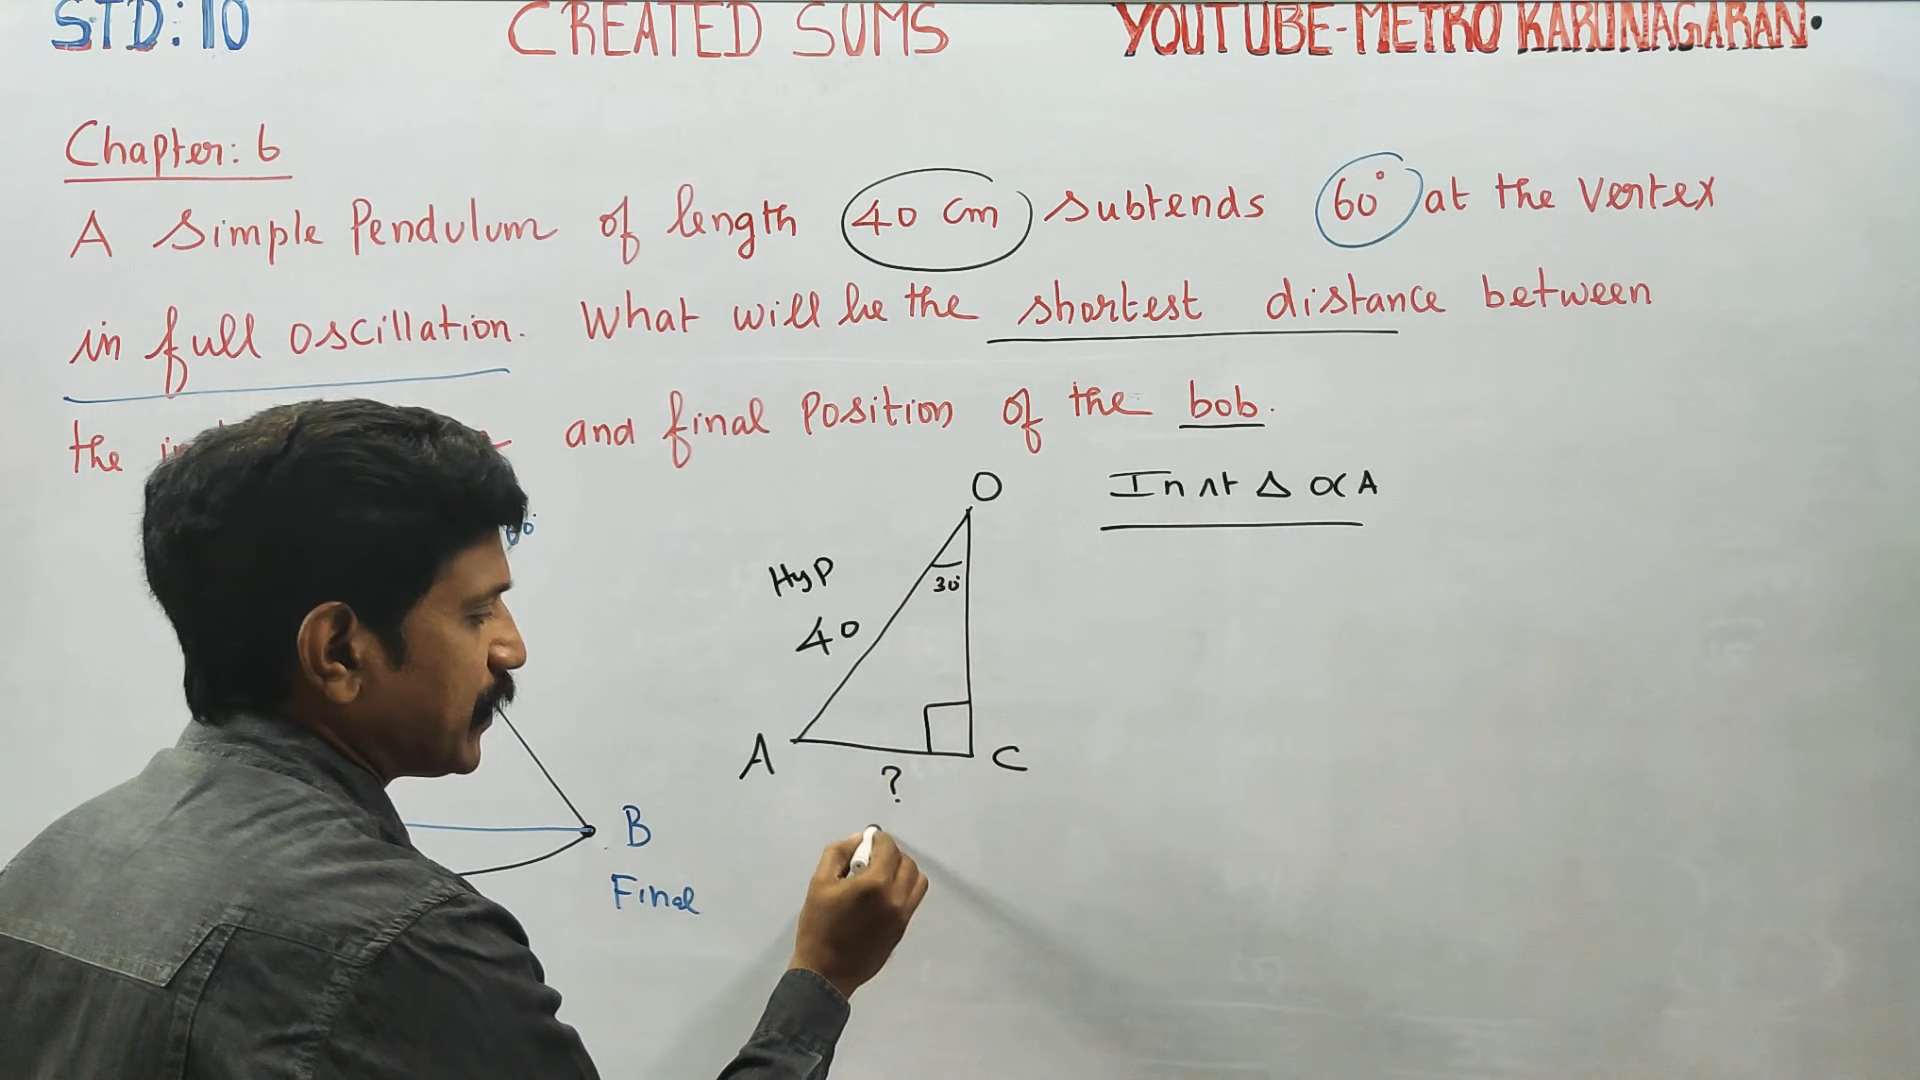 STD: 10 CREATED SUMS YOUTUBE-METRO KARUNAGARAN.
Chapter: 6
A Simple Pendulum of length 40 cm subtends 60° at the vertex
in full oscillation. What will be the shortest distance between
the and final Position of the bob.
O In rt Δ OCA
60°
Hyp 30°
40
A C
?
B
Final